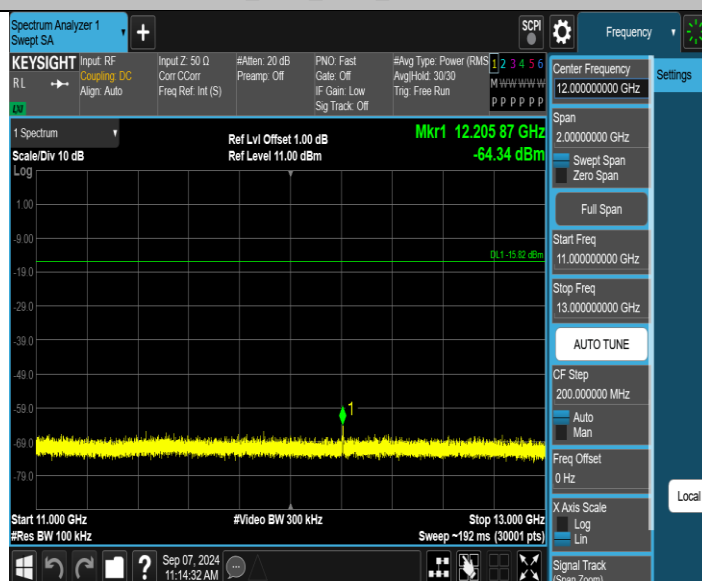 Spectrum Analyzer 1
Swept SA
+
SCPI
Frequency
KEYSIGHT
RL
LXI
Input: RF
Coupling: DC
Align: Auto
Input Z: 50 Ω
Corr CCorr
Freq Ref: Int (S)
#Atten: 20 dB
Preamp: Off
PNO: Fast
Gate: Off
IF Gain: Low
Sig Track: Off
#Avg Type: Power (RMS
Avg|Hold: 30/30
Trig: Free Run
1 2 3 4 5 6
M W W W W W
P P P P P P
1 Spectrum
Scale/Div 10 dB
Ref Lvl Offset 1.00 dB
Ref Level 11.00 dBm
Mkr1 12.205 87 GHz
-64.34 dBm
Log
1.00
-9.00
-19.0
-29.0
-39.0
-49.0
-59.0
-69.0
-79.0
DL1 -15.82 dBm
1
Start 11.000 GHz
#Res BW 100 kHz
#Video BW 300 kHz
Stop 13.000 GHz
Sweep ~192 ms (30001 pts)
?
Sep 07, 2024
11:14:32 AM
Center Frequency
12.000000000 GHz
Settings
Span
2.00000000 GHz
Swept Span
Zero Span
Full Span
Start Freq
11.000000000 GHz
Stop Freq
13.000000000 GHz
AUTO TUNE
CF Step
200.000000 MHz
Auto
Man
Freq Offset
0 Hz
X Axis Scale
Log
Lin
Local
Signal Track
(Span Zoom)